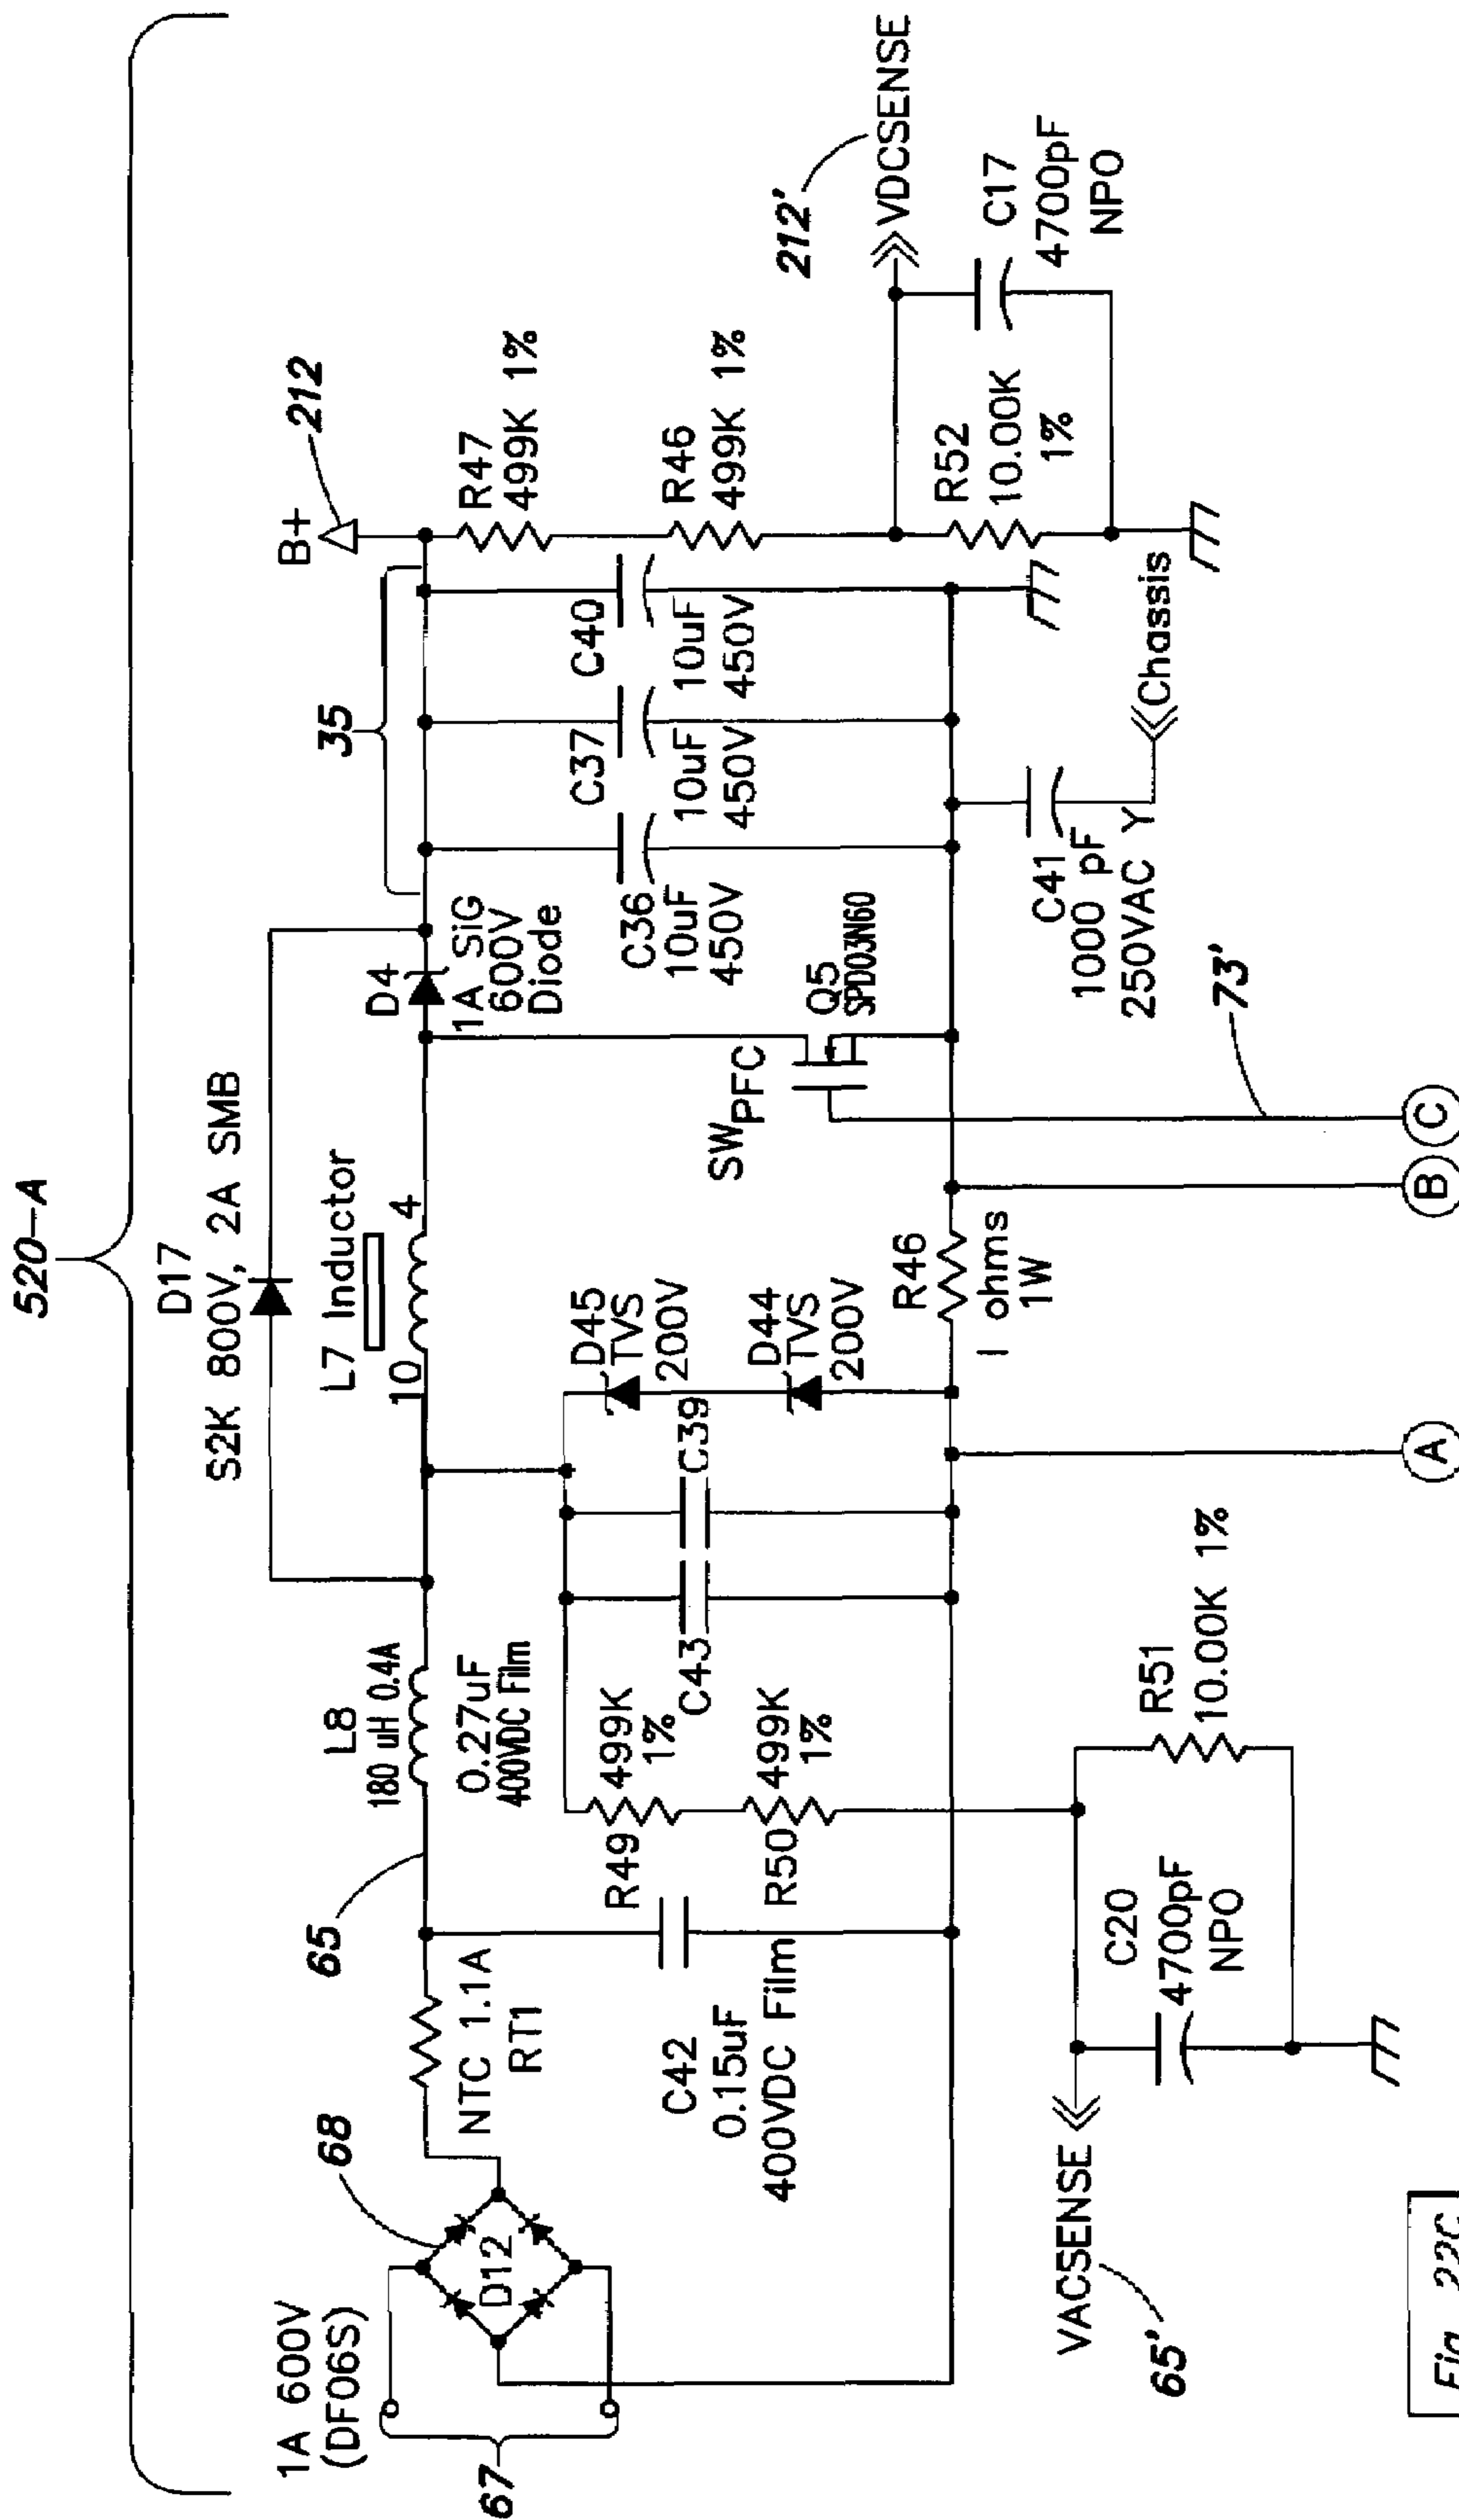 520-A
D17
S2K 800V, 2A SMB
1A 600V
(DF06S)
67
68
D12
NTC 1.1A
RT1
65
L8
180 uH 0.4A
L7 Inductor
10
4
D4
1A SiG
600V
Diode
35
B+
212
C42
0.15uF
400VDC Film
R49
499K
1%
R50
499K
1%
0.27uF
400VDC Film
C43
C39
D45
TVS
200V
D44
TVS
200V
R46
I ohms
1W
SWPFC
Q5
SPD03N60
C36
10uF
450V
C37
10uF
450V
C40
10uF
450V
R47
499K 1%
R46
499K 1%
R52
10.00K
1%
C17
4700pF
NPO
VDCSENSE
212'
C41
1000 pF
250VAC Y
Chassis
73'
VACSENSE
65'
C20
4700pF
NPO
R51
10.00K 1%
A
B
C
Fig. 22C